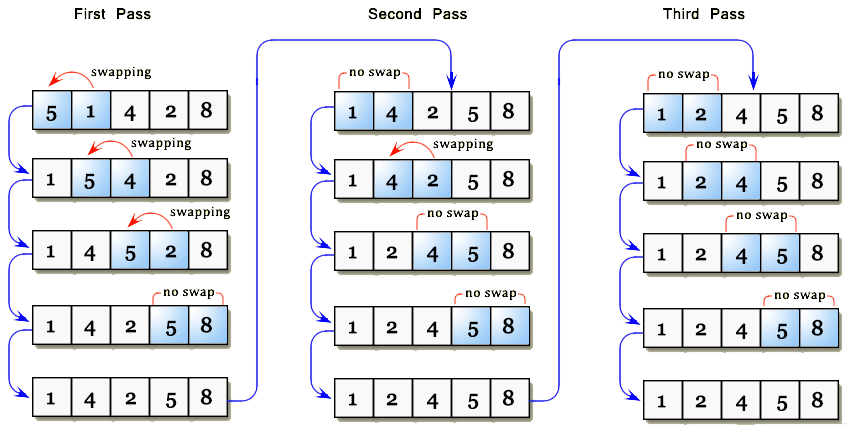 First Pass
swapping
5 1 4 2 8
swapping
1 5 4 2 8
swapping
1 4 5 2 8
no swap
1 4 2 5 8
1 4 2 5 8
Second Pass
no swap
1 4 2 5 8
swapping
1 4 2 5 8
no swap
1 2 4 5 8
no swap
1 2 4 5 8
1 2 4 5 8
Third Pass
no swap
1 2 4 5 8
no swap
1 2 4 5 8
no swap
1 2 4 5 8
no swap
1 2 4 5 8
1 2 4 5 8